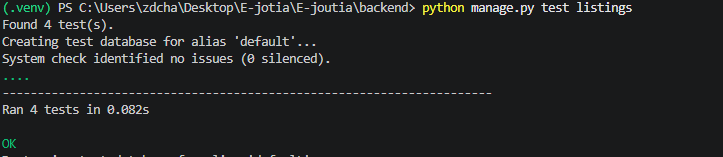 (.venv) PS C:\Users\zdcha\Desktop\E-jotia\E-joutia\backend> python manage.py test listings
Found 4 test(s).
Creating test database for alias 'default'...
System check identified no issues (0 silenced).
....
----------------------------------------------------------------------
Ran 4 tests in 0.082s
OK